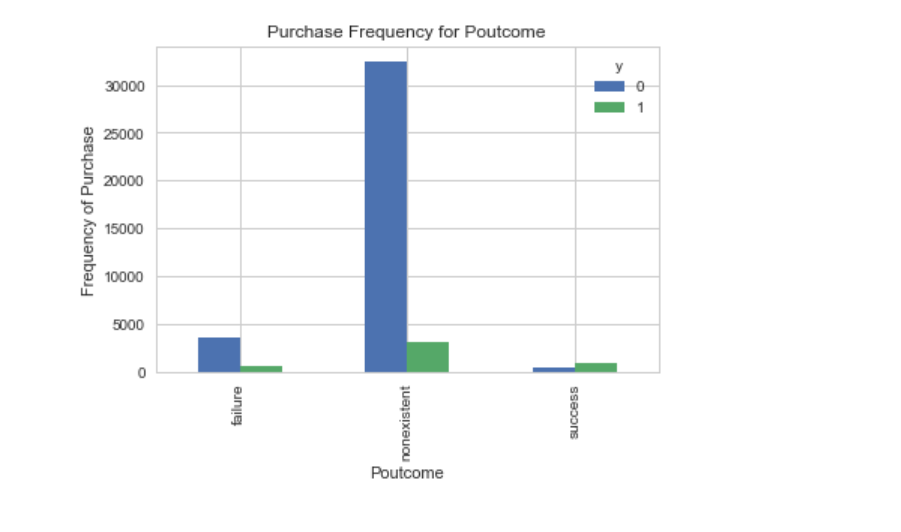 Purchase Frequency for Poutcome
y
0
1
30000
25000
20000
15000
10000
5000
0
Frequency of Purchase
failure
nonexistent
success
Poutcome